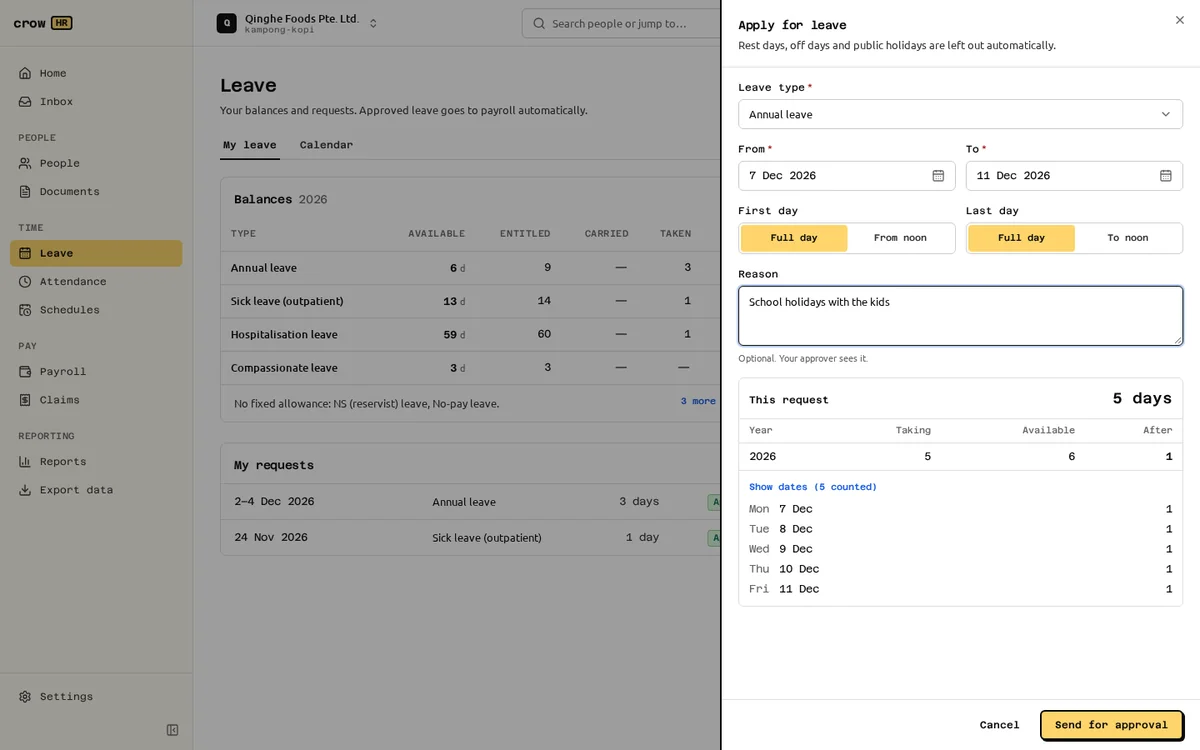 crow HR
Q
Qinghe Foods Pte. Ltd.
kampong-kopi
Search people or jump to…
Home
Inbox
PEOPLE
People
Documents
TIME
Leave
Attendance
Schedules
PAY
Payroll
Claims
REPORTING
Reports
Export data
Settings
Leave
Your balances and requests. Approved leave goes to payroll automatically.
My leave Calendar
Balances 2026
TYPE AVAILABLE ENTITLED CARRIED TAKEN
Annual leave 6 d 9 — 3
Sick leave (outpatient) 13 d 14 — 1
Hospitalisation leave 59 d 60 — 1
Compassionate leave 3 d 3 — —
No fixed allowance: NS (reservist) leave, No-pay leave. 3 more
My requests
2–4 Dec 2026 Annual leave 3 days
24 Nov 2026 Sick leave (outpatient) 1 day
Apply for leave
Rest days, off days and public holidays are left out automatically.
Leave type *
Annual leave
From * To *
7 Dec 2026 11 Dec 2026
First day Last day
Full day From noon Full day To noon
Reason
School holidays with the kids
Optional. Your approver sees it.
This request 5 days
Year Taking Available After
2026 5 6 1
Show dates (5 counted)
Mon 7 Dec 1
Tue 8 Dec 1
Wed 9 Dec 1
Thu 10 Dec 1
Fri 11 Dec 1
Cancel Send for approval